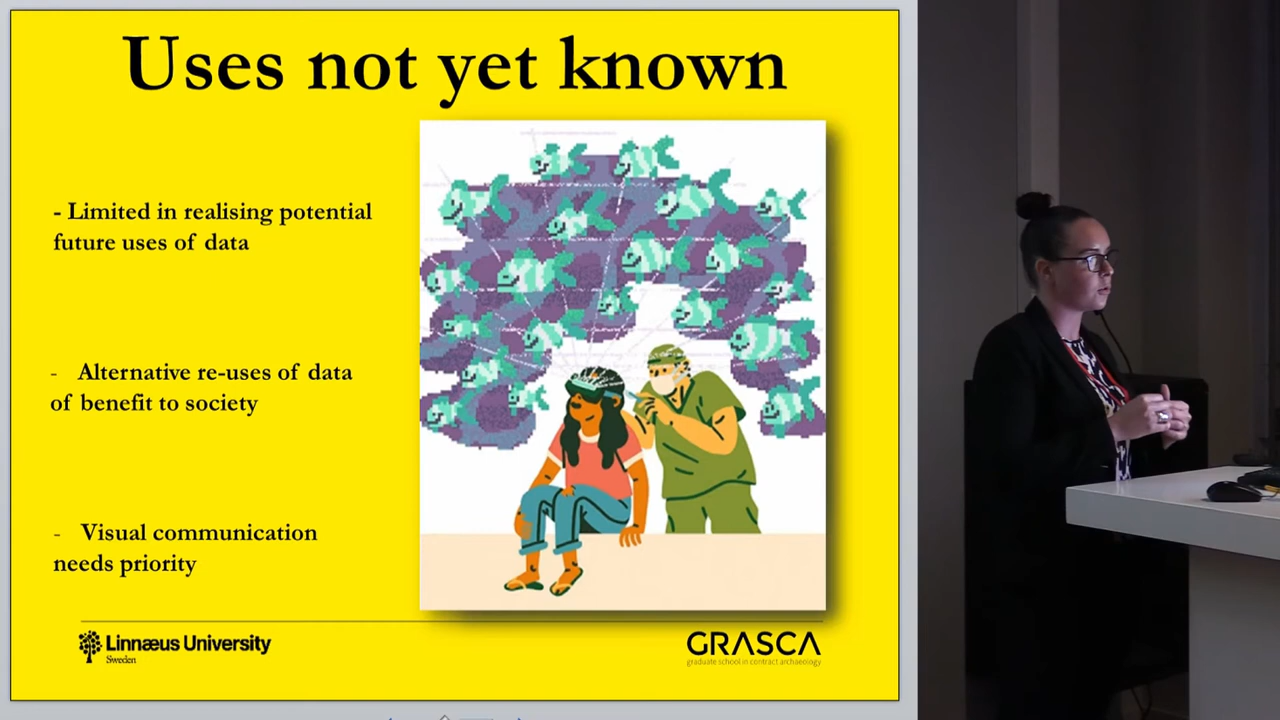 Uses not yet known
- Limited in realising potential
future uses of data
- Alternative re-uses of data
of benefit to society
- Visual communication
needs priority
Linnæus University
Sweden
GRASCA
graduate school in contract archaeology